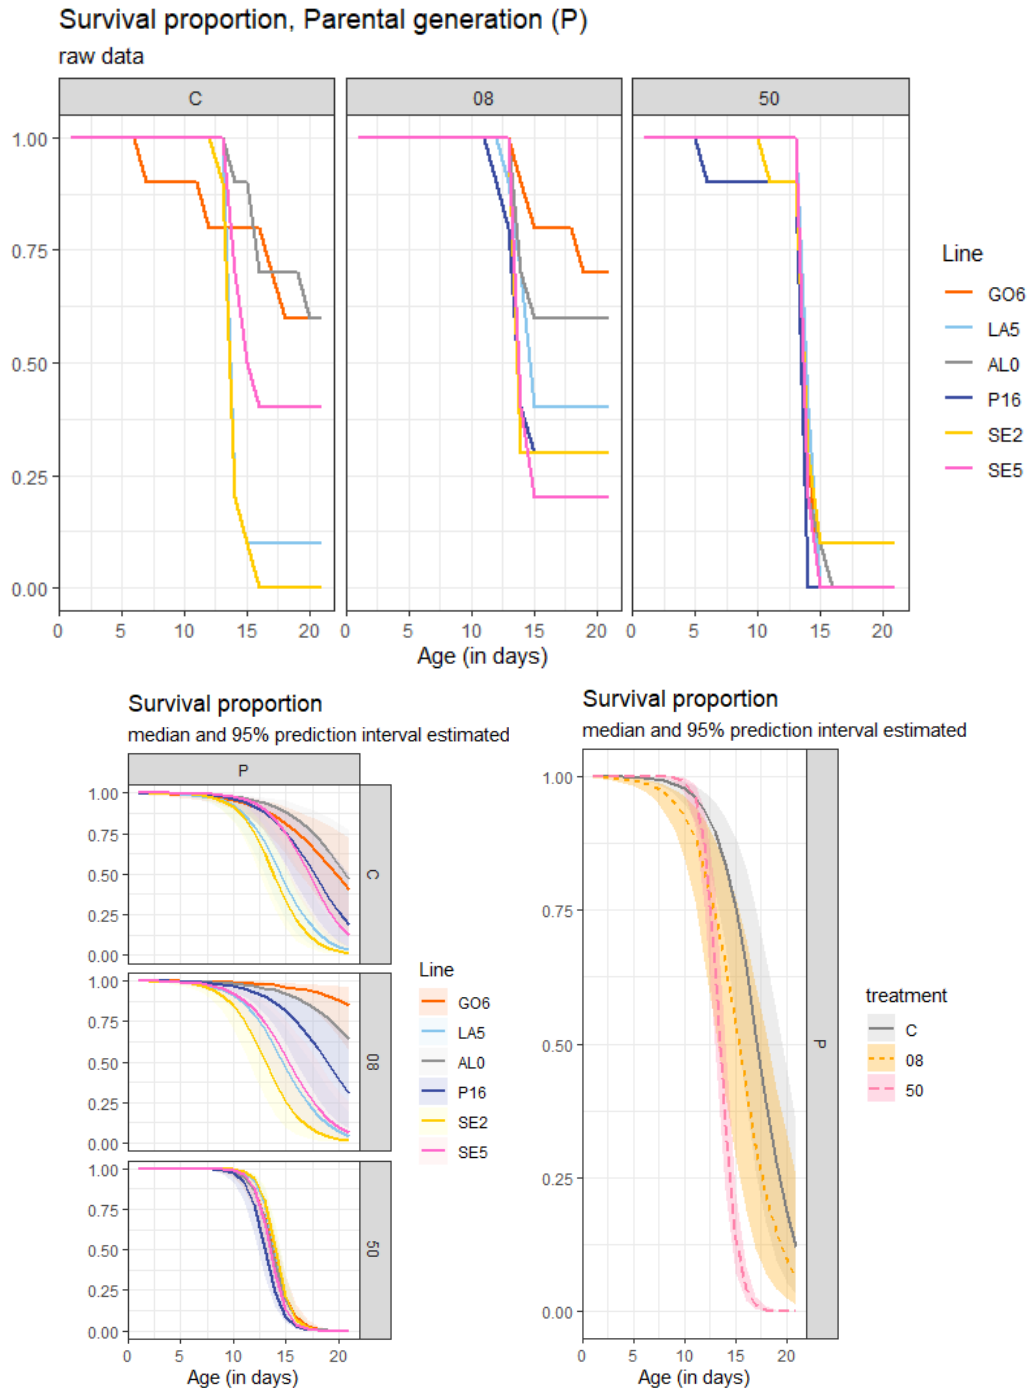 Survival proportion, Parental generation (P)
raw data
C 08 50
1.00
0.75
0.50
0.25
0.00
0 5 10 15 20 0 5 10 15 20 0 5 10 15 20
Age (in days)
Line
GO6
LA5
AL0
P16
SE2
SE5
Survival proportion
median and 95% prediction interval estimated
P
1.00
0.75
0.50
0.25
0.00
C
1.00
0.75
0.50
0.25
0.00
08
1.00
0.75
0.50
0.25
0.00
50
0 5 10 15 20
Age (in days)
Line
GO6
LA5
AL0
P16
SE2
SE5
Survival proportion
median and 95% prediction interval estimated
1.00
0.75
0.50
0.25
0.00
P
0 5 10 15 20
Age (in days)
treatment
C
08
50